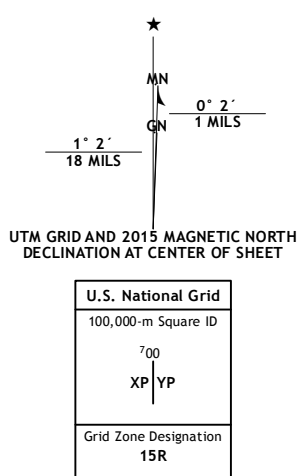 ★
MN
0° 2´
1 MILS
GN
1° 2´
18 MILS
UTM GRID AND 2015 MAGNETIC NORTH
DECLINATION AT CENTER OF SHEET
U.S. National Grid
100,000-m Square ID
⁷00
XP YP
Grid Zone Designation
15R